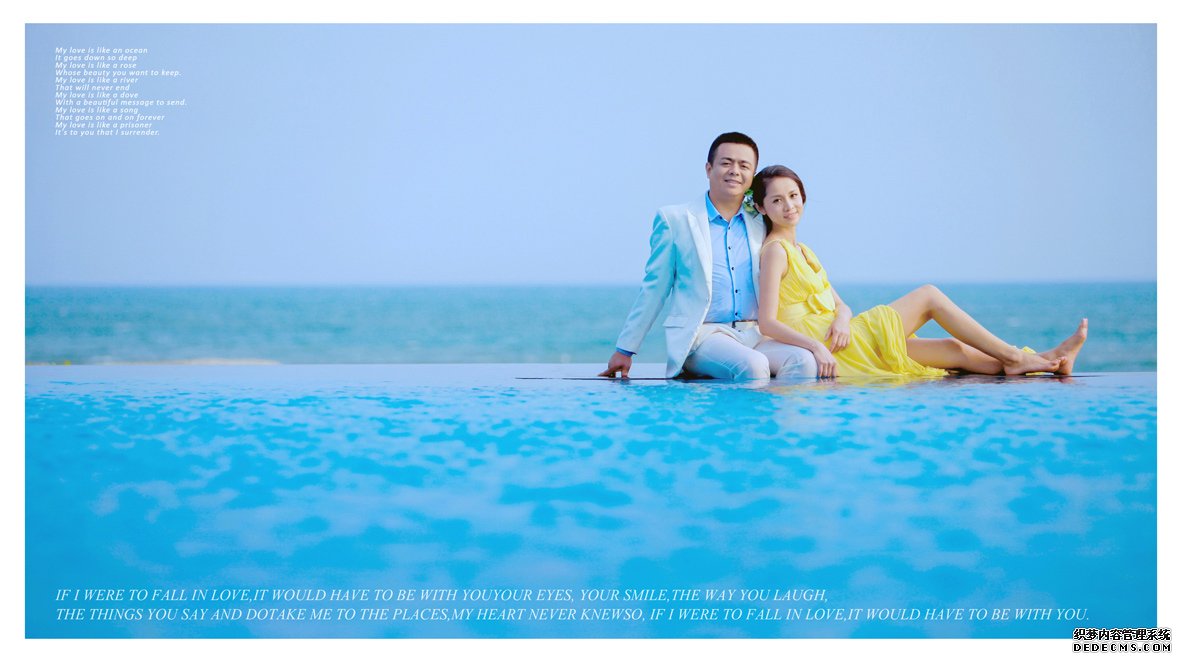 My love is like an ocean
It goes down so deep
My love is like a rose
Whose beauty you want to keep.
My love is like a river
That will never end
My love is like a dove
With a beautiful message to send.
My love is like a song
That goes on and on forever
My love is like a prisoner
It's to you that I surrender.
IF I WERE TO FALL IN LOVE,IT WOULD HAVE TO BE WITH YOUYOUR EYES, YOUR SMILE,THE WAY YOU LAUGH,
THE THINGS YOU SAY AND DOTAKE ME TO THE PLACES,MY HEART NEVER KNEWSO, IF I WERE TO FALL IN LOVE,IT WOULD HAVE TO BE WITH YOU.
织梦内容管理系统
DEDECMS.COM